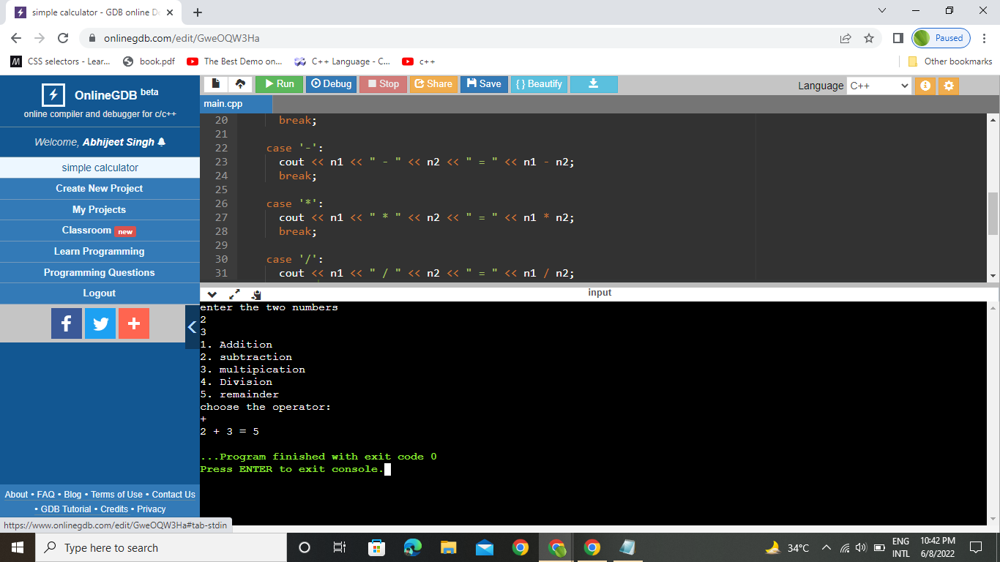 simple calculator - GDB online D
onlinegdb.com/edit/GweOQW3Ha
Paused
M CSS selectors - Lear...
book.pdf
The Best Demo on...
C++ Language - C...
c++
Other bookmarks
OnlineGDB beta
online compiler and debugger for c/c++
Welcome, Abhijeet Singh
simple calculator
Create New Project
My Projects
Classroom new
Learn Programming
Programming Questions
Logout
f
About • FAQ • Blog • Terms of Use • Contact Us
• GDB Tutorial • Credits • Privacy
https://www.onlinegdb.com/edit/GweOQW3Ha#tab-stdin
Run Debug Stop Share Save { } Beautify
Language C++
main.cpp
20 break;
21
22 case '-':
23 cout << n1 << " - " << n2 << " = " << n1 - n2;
24 break;
25
26 case '*':
27 cout << n1 << " * " << n2 << " = " << n1 * n2;
28 break;
29
30 case '/':
31 cout << n1 << " / " << n2 << " = " << n1 / n2;
input
enter the two numbers
2
3
1. Addition
2. subtraction
3. multipication
4. Division
5. remainder
choose the operator:
+
2 + 3 = 5
...Program finished with exit code 0
Press ENTER to exit console.
Type here to search
34°C
ENG
INTL
10:42 PM
6/8/2022